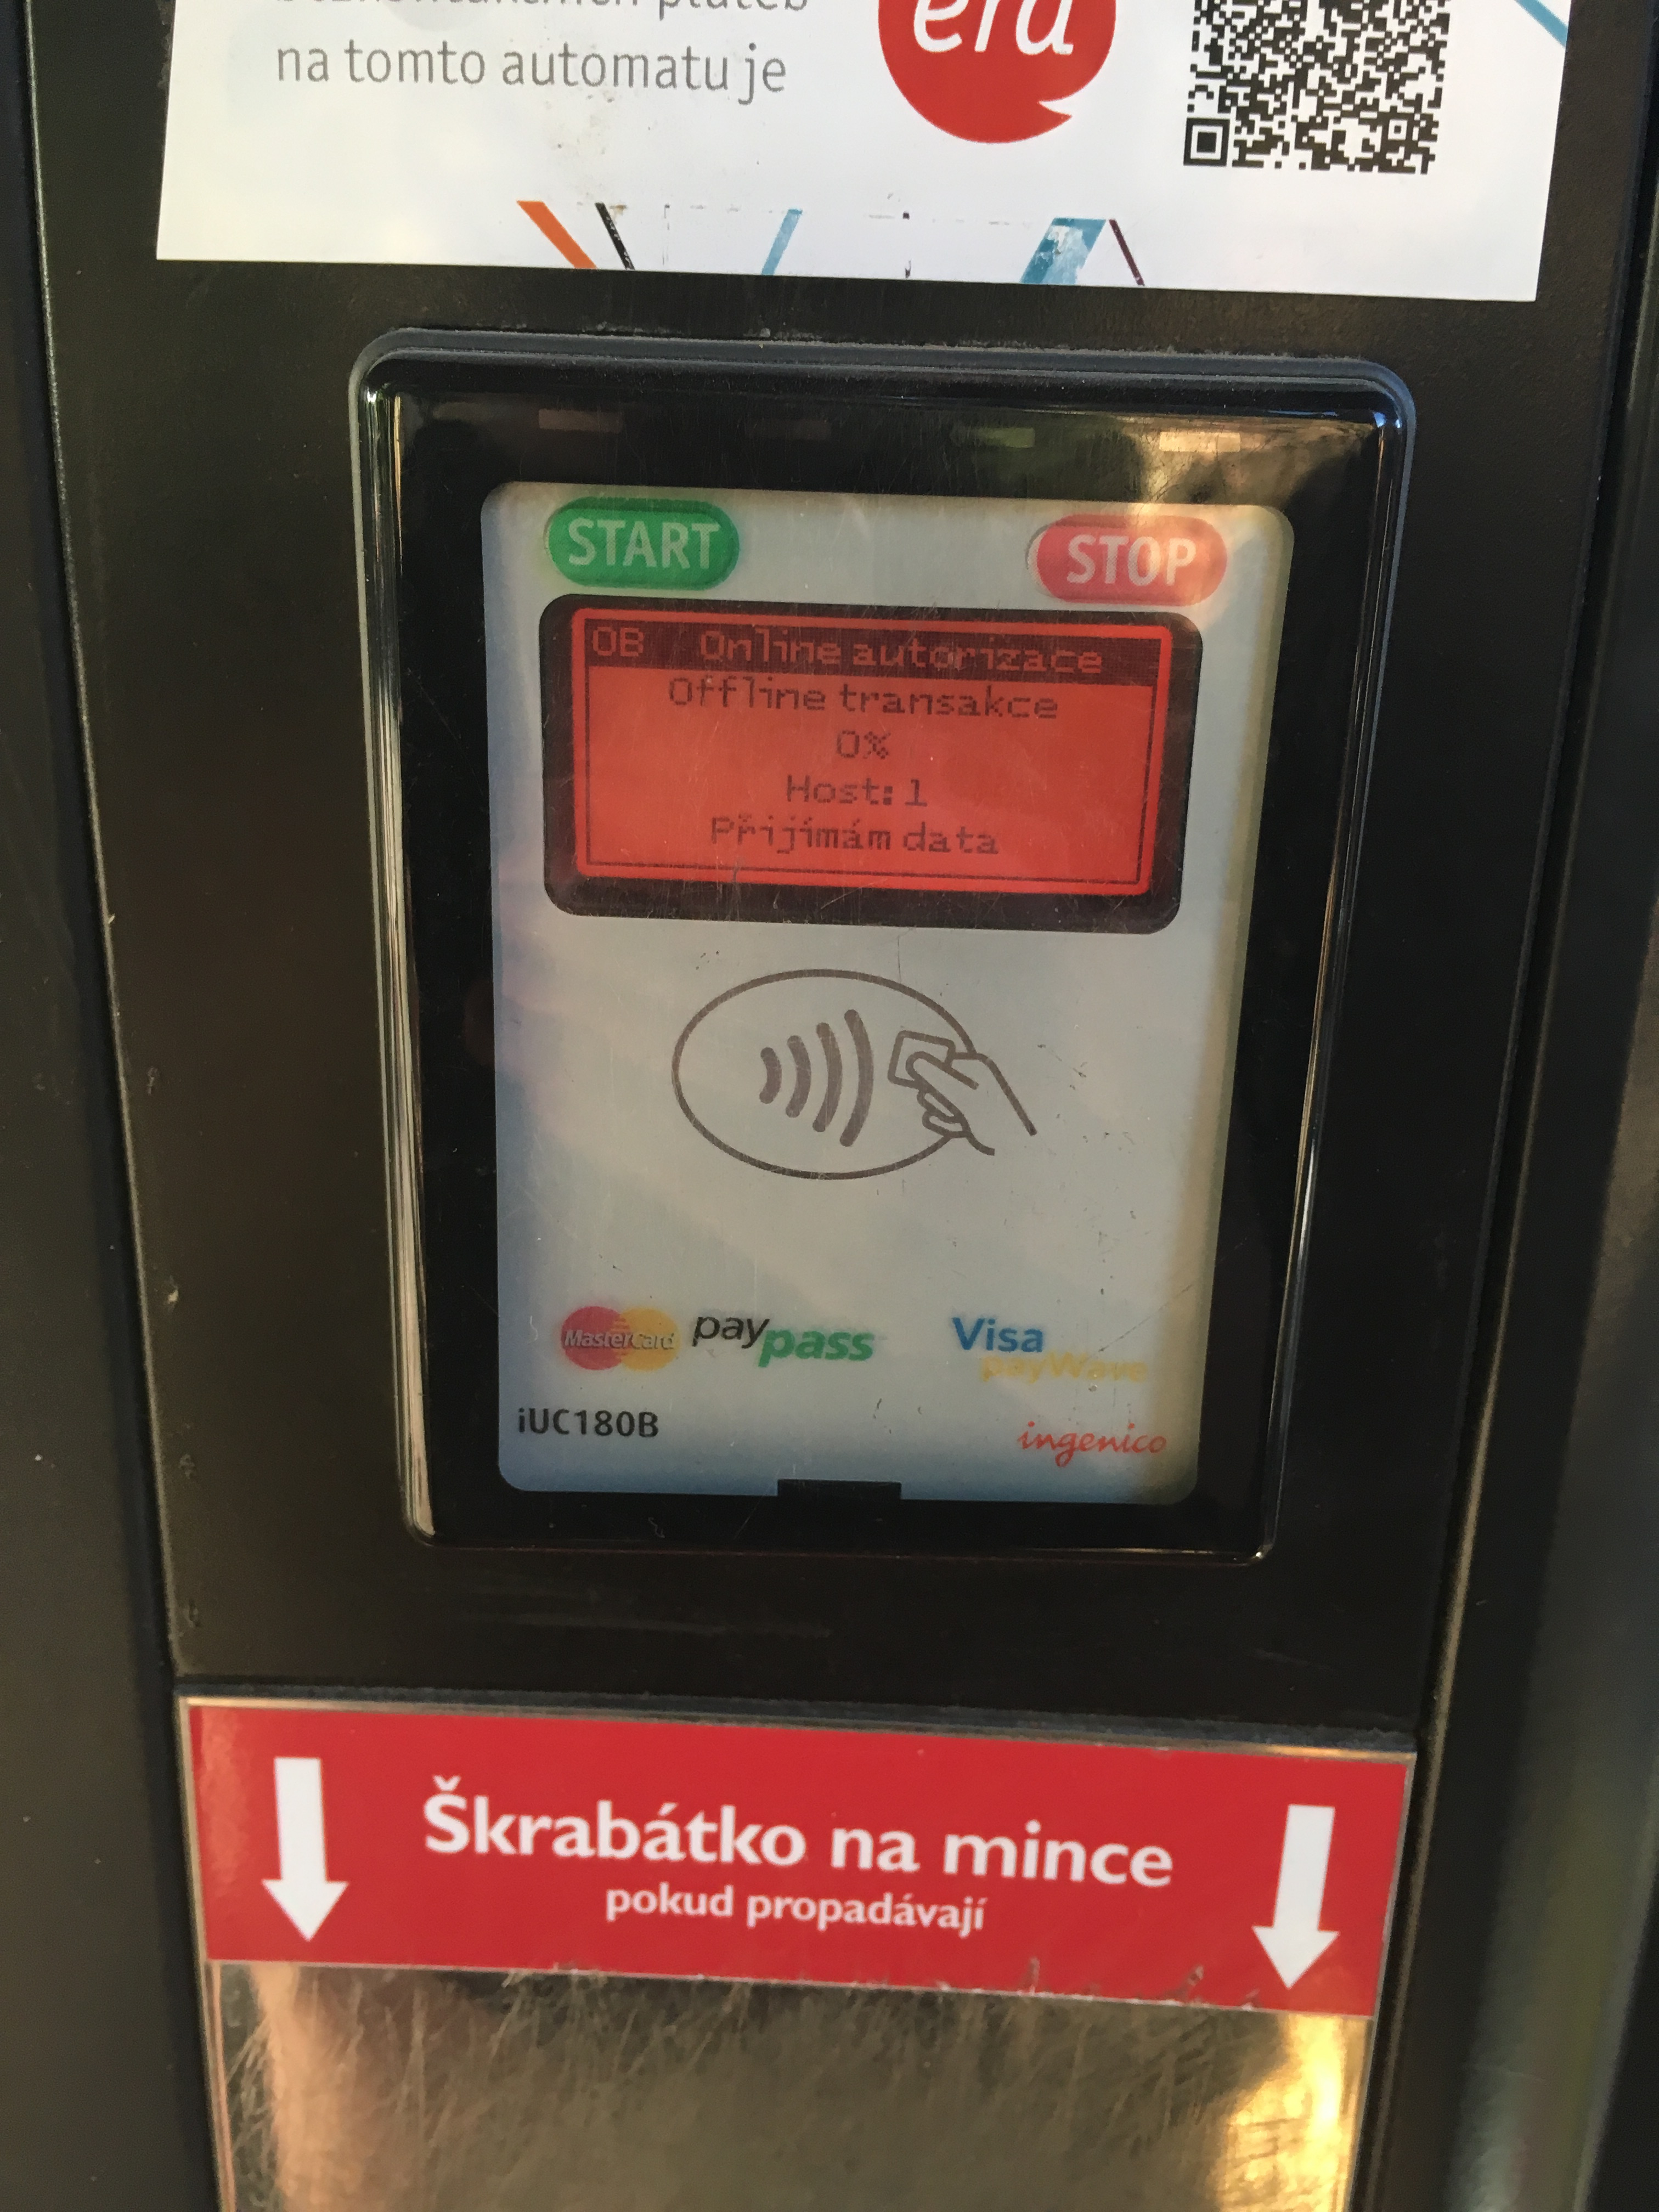 na tomto automatu je
era
START
STOP
OB Online autorizace
Offline transakce
0%
Host: 1
Přijímám data
MasterCard
paypass
Visa
payWave
iUC180B
ingenico
Škrabátko na mince
pokud propadávají